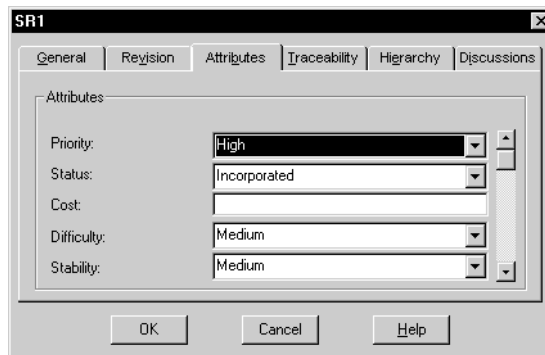 SR1
General Revision Attributes Traceability Hierarchy Discussions
Attributes
Priority: High
Status: Incorporated
Cost:
Difficulty: Medium
Stability: Medium
OK Cancel Help